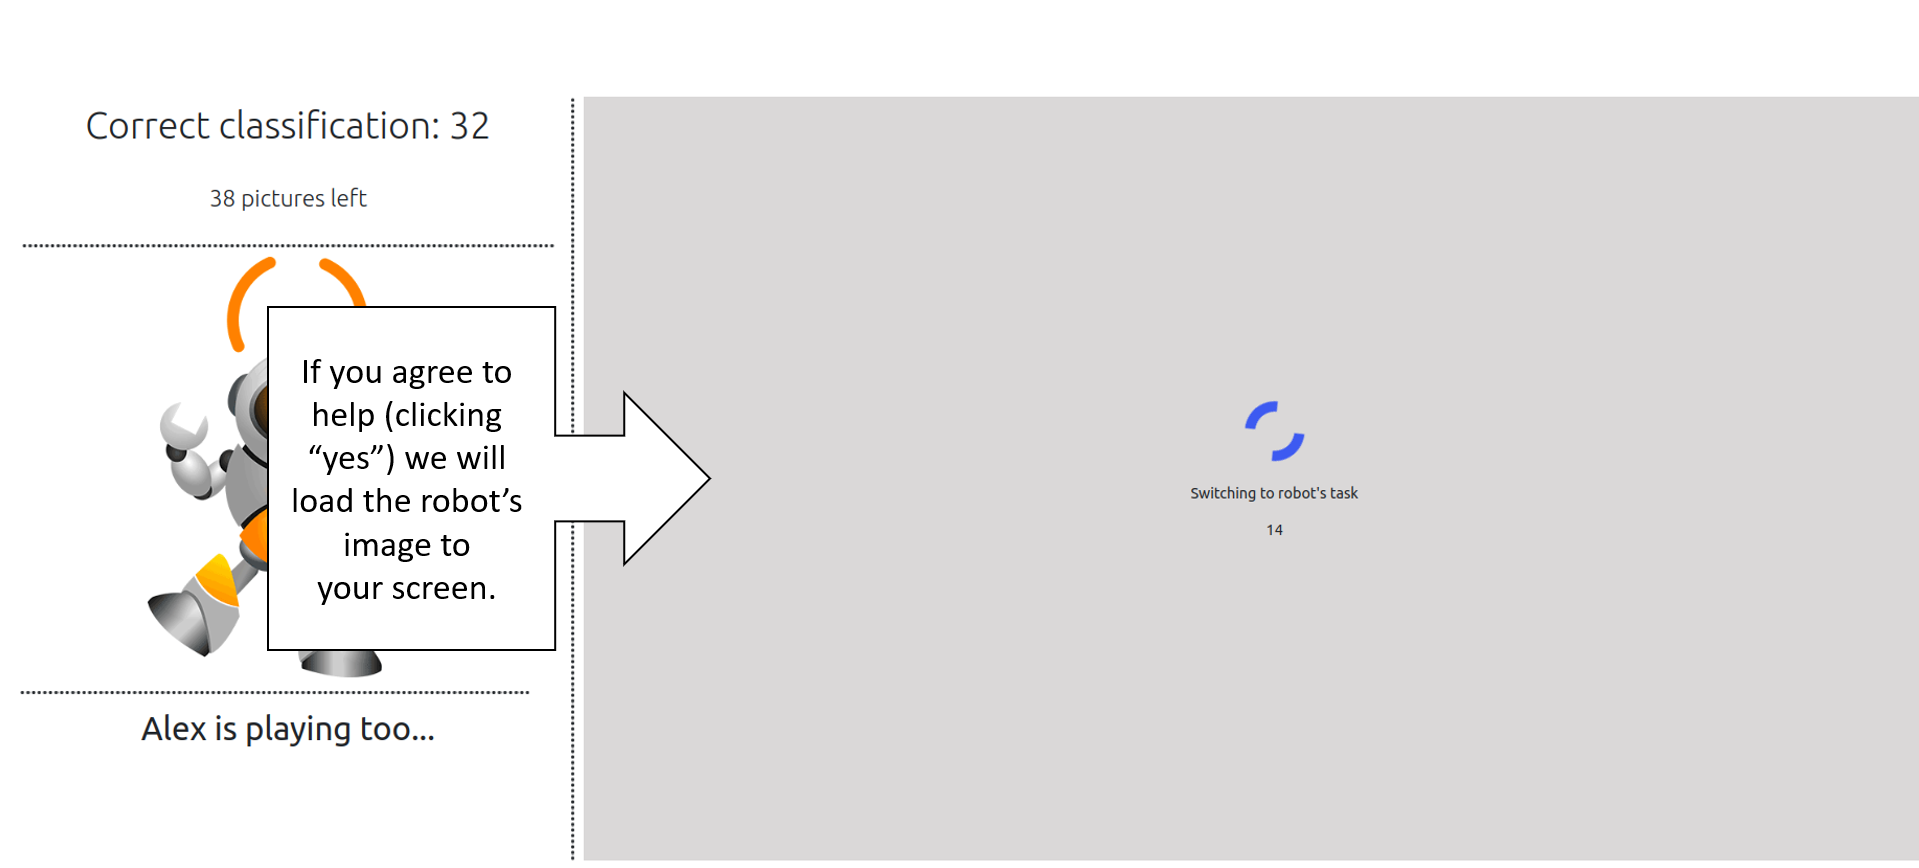 Correct classification: 32
38 pictures left
If you agree to
help (clicking
“yes”) we will
load the robot’s
image to
your screen.
Alex is playing too...
Switching to robot's task
14